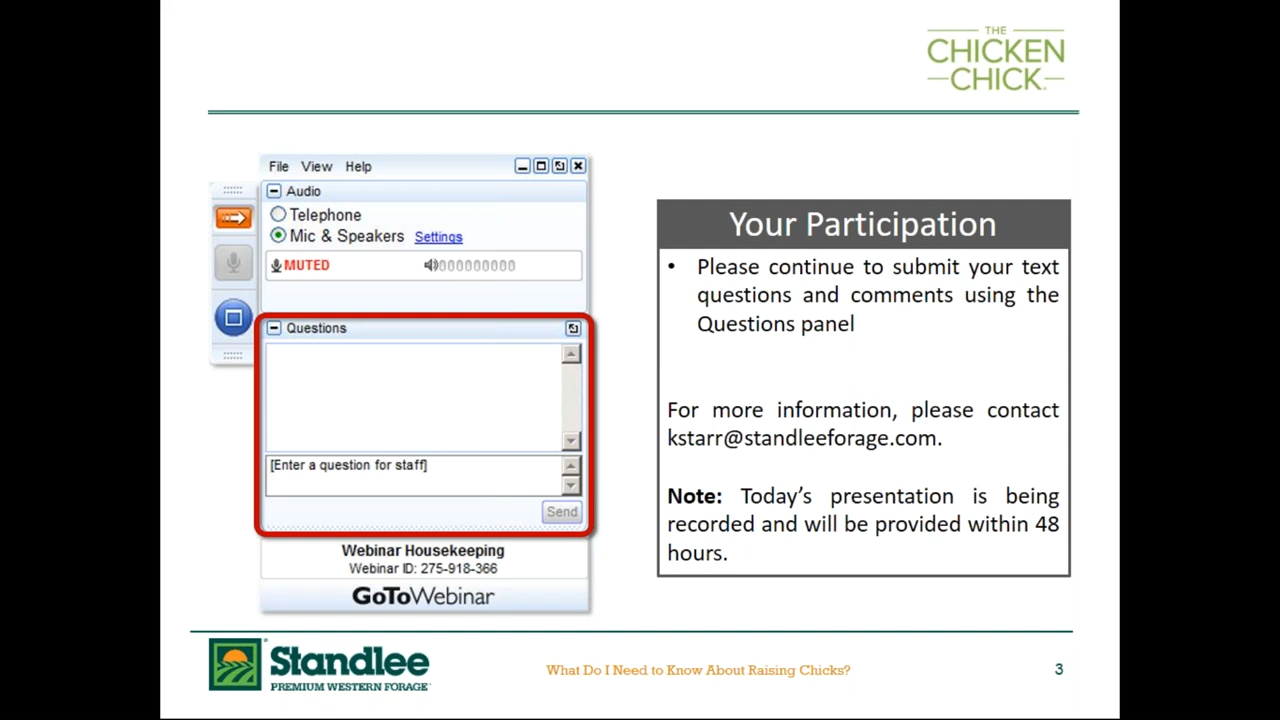 THE
CHICKEN
CHICK®
File View Help
Audio
Telephone
Mic & Speakers Settings
MUTED
Questions
[Enter a question for staff]
Send
Webinar Housekeeping
Webinar ID: 275-918-366
GoToWebinar
Your Participation
• Please continue to submit your text
questions and comments using the
Questions panel
For more information, please contact
kstarr@standleeforage.com.
Note: Today’s presentation is being
recorded and will be provided within 48
hours.
Standlee®
PREMIUM WESTERN FORAGE®
What Do I Need to Know About Raising Chicks?
3